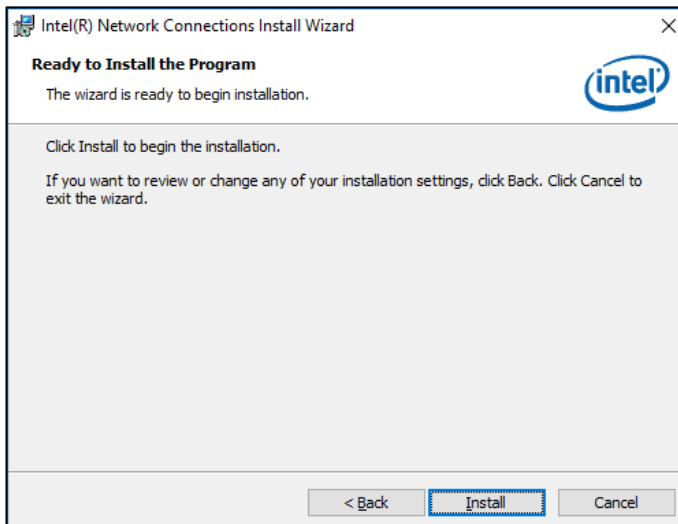 Intel(R) Network Connections Install Wizard
Ready to Install the Program
The wizard is ready to begin installation.
intel
Click Install to begin the installation.
If you want to review or change any of your installation settings, click Back. Click Cancel to
exit the wizard.
< Back
Install
Cancel